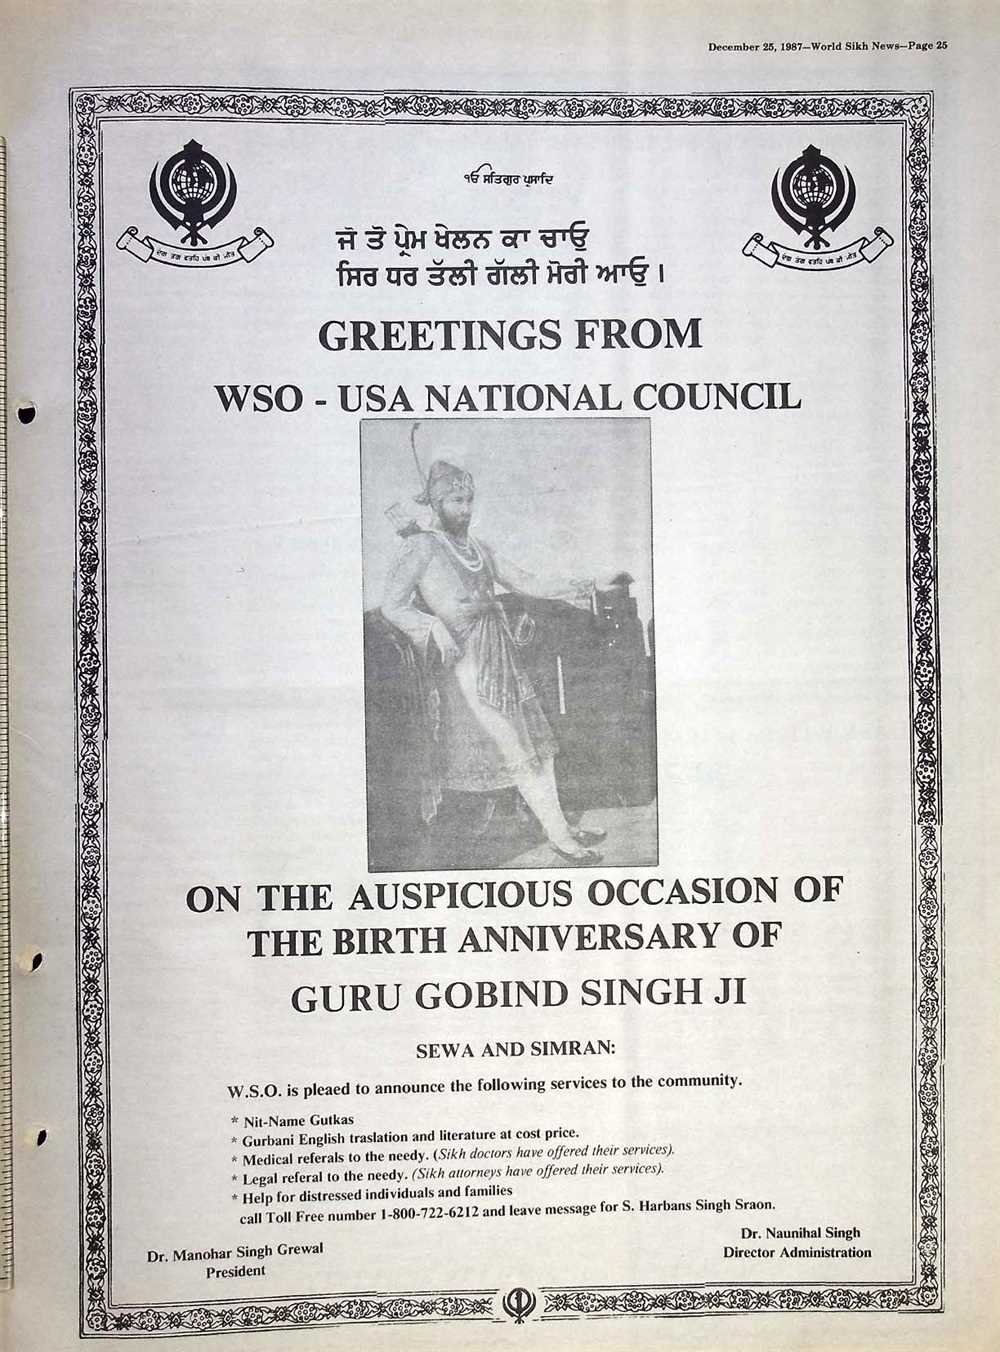 December 25, 1987—World Sikh News—Page 25
ੴ ਸਤਿਗੁਰ ਪ੍ਰਸਾਦਿ
ਜੋ ਤੋ ਪ੍ਰੇਮ ਖੇਲਨ ਕਾ ਚਾਓੁ
ਸਿਰ ਧਰ ਤੱਲੀ ਗੱਲੀ ਮੋਰੀ ਆਓੁ।
GREETINGS FROM
WSO - USA NATIONAL COUNCIL
ON THE AUSPICIOUS OCCASION OF
THE BIRTH ANNIVERSARY OF
GURU GOBIND SINGH JI
SEWA AND SIMRAN:
W.S.O. is pleaed to announce the following services to the community.
* Nit-Name Gutkas
* Gurbani English traslation and literature at cost price.
* Medical referals to the needy. (Sikh doctors have offered their services).
* Legal referal to the needy. (Sikh attorneys have offered their services).
* Help for distressed individuals and families
call Toll Free number 1-800-722-6212 and leave message for S. Harbans Singh Sraon.
Dr. Manohar Singh Grewal
President
Dr. Naunihal Singh
Director Administration